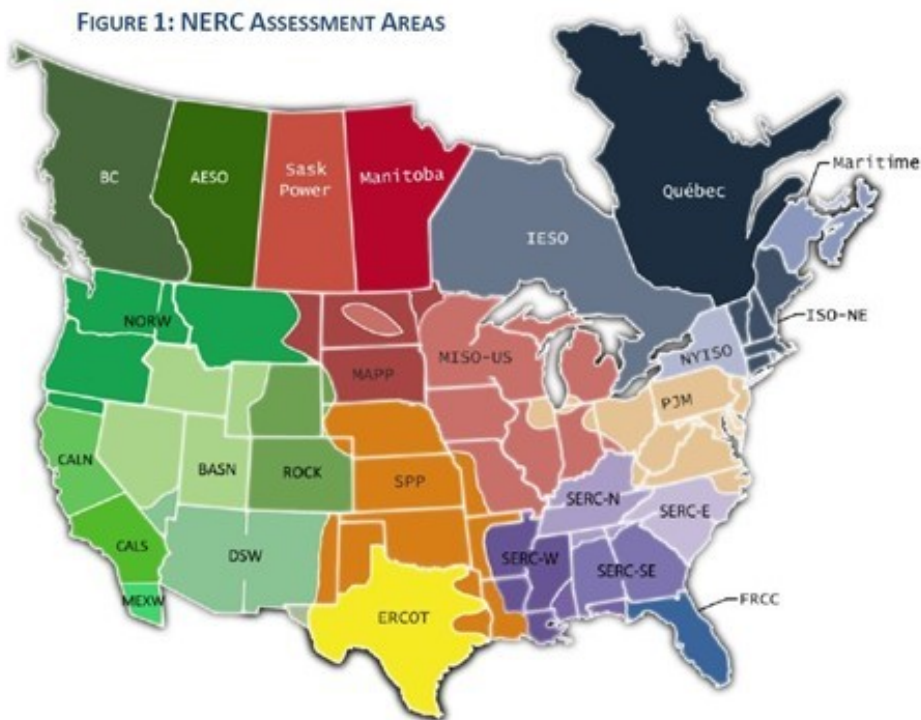 FIGURE 1: NERC ASSESSMENT AREAS
BC
AESO
Sask
Power
Manitoba
Québec
Maritime
IESO
NORW
MISO-US
NYISO
ISO-NE
MAPP
PJM
CALN
BASN
ROCK
SPP
SERC-N
SERC-E
CALS
DSW
SERC-W
SERC-SE
MEXW
ERCOT
FRCC